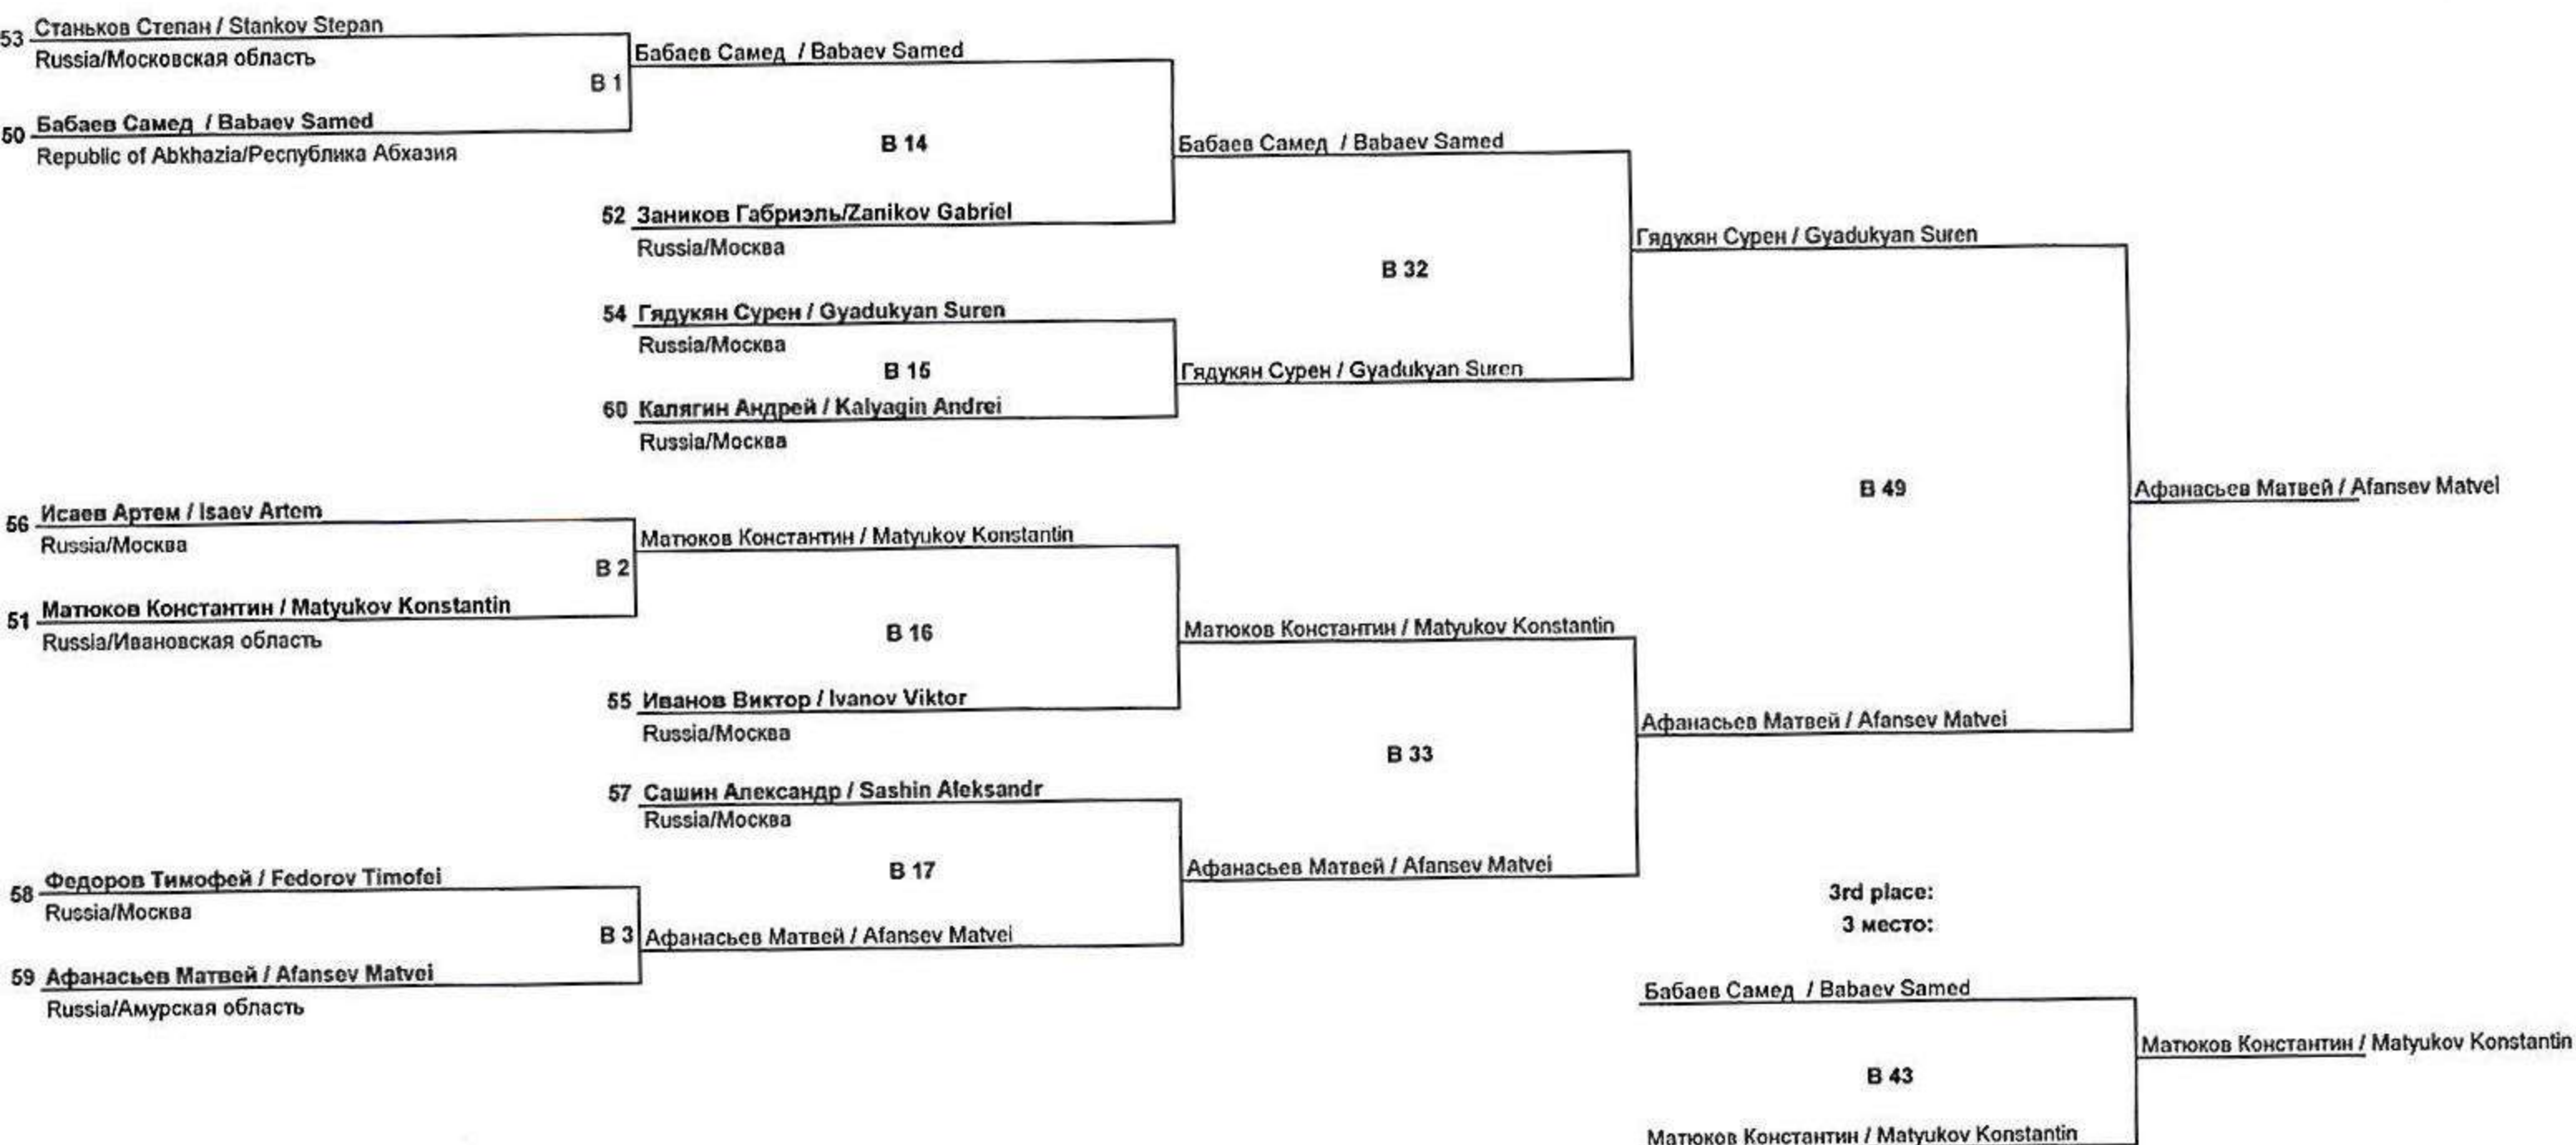 53 Станьков Степан / Stankov Stepan
Russia/Московская область
B 1
50 Бабаев Самед / Babaev Samed
Republic of Abkhazia/Республика Абхазия
Бабаев Самед / Babaev Samed
B 14
52 Заников Габриэль/Zanikov Gabriel
Russia/Москва
Бабаев Самед / Babaev Samed
B 32
54 Гядукян Сурен / Gyadukyan Suren
Russia/Москва
B 15
60 Калягин Андрей / Kalyagin Andrei
Russia/Москва
Гядукян Сурен / Gyadukyan Suren
Гядукян Сурен / Gyadukyan Suren
B 49
Афанасьев Матвей / Afansev Matvei
56 Исаев Артем / Isaev Artem
Russia/Москва
B 2
51 Матюков Константин / Matyukov Konstantin
Russia/Ивановская область
Матюков Константин / Matyukov Konstantin
B 16
55 Иванов Виктор / Ivanov Viktor
Russia/Москва
Матюков Константин / Matyukov Konstantin
B 33
Афанасьев Матвей / Afansev Matvei
57 Сашин Александр / Sashin Aleksandr
Russia/Москва
B 17
Афанасьев Матвей / Afansev Matvei
58 Федоров Тимофей / Fedorov Timofei
Russia/Москва
B 3
Афанасьев Матвей / Afansev Matvei
59 Афанасьев Матвей / Afansev Matvei
Russia/Амурская область
3rd place:
3 место:
Бабаев Самед / Babaev Samed
B 43
Матюков Константин / Matyukov Konstantin
Матюков Константин / Matyukov Konstantin